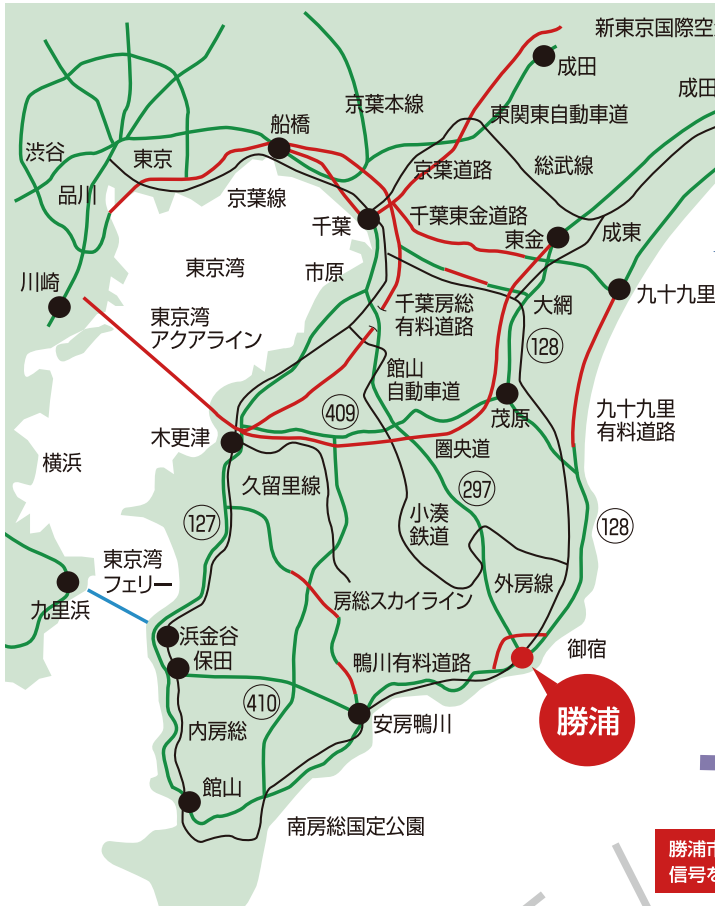 新東京国際空
成田
成田
京葉本線
東関東自動車道
船橋
渋谷
東京
京葉道路
総武線
品川
京葉線
千葉
千葉東金道路
東金
成東
東京湾
市原
川崎
九十九里
東京湾
アクアライン
千葉房総
有料道路
大網
128
館山
自動車道
409
茂原
九十九里
有料道路
木更津
圏央道
横浜
久留里線
297
127
小湊
鉄道
128
東京湾
フェリー
外房線
九里浜
房総スカイライン
浜金谷
保田
鴨川有料道路
御宿
410
内房総
安房鴨川
勝浦
館山
南房総国定公園
勝浦市
信号を